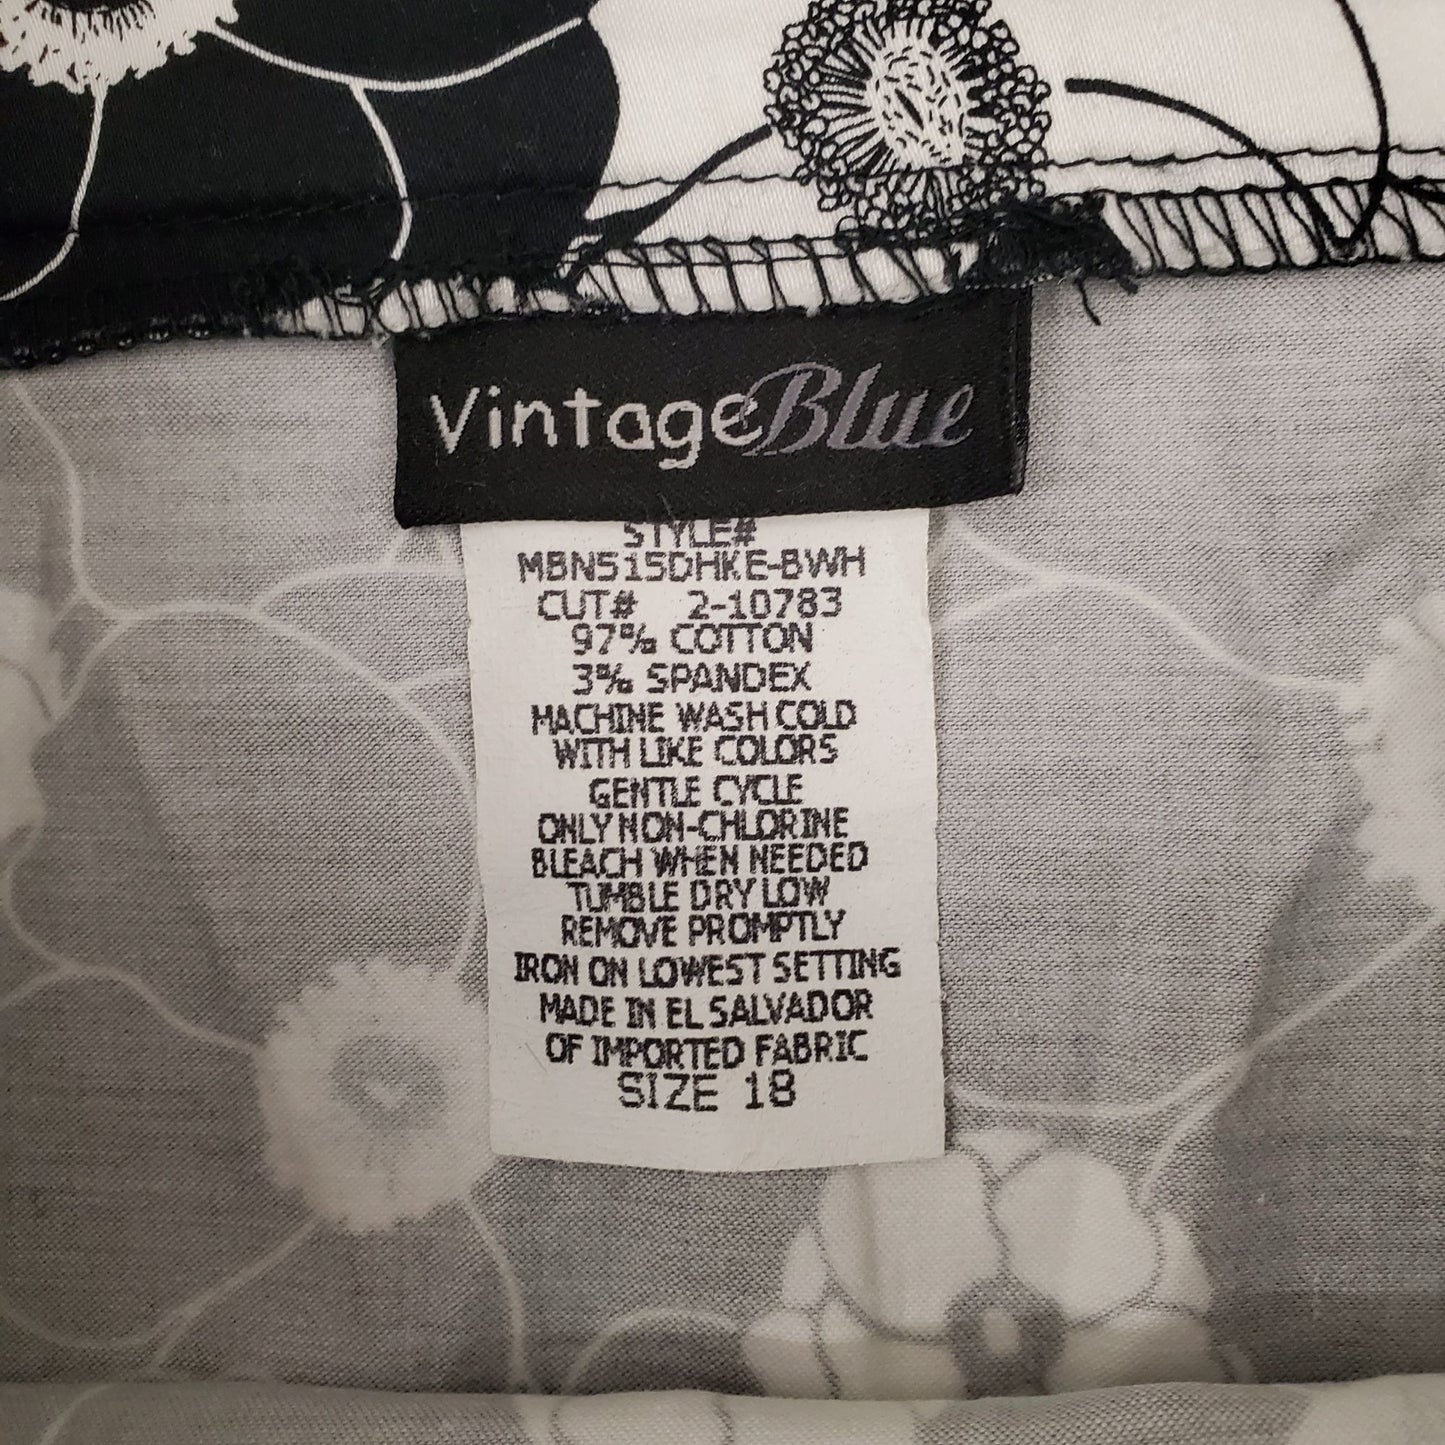 Vintage Blue
STYLE#
MBN515DHKE-BWH
CUT# 2-10783
97% COTTON
3% SPANDEX
MACHINE WASH COLD
WITH LIKE COLORS
GENTLE CYCLE
ONLY NON-CHLORINE
BLEACH WHEN NEEDED
TUMBLE DRY LOW
REMOVE PROMPTLY
IRON ON LOWEST SETTING
MADE IN EL SALVADOR
OF IMPORTED FABRIC
SIZE 18